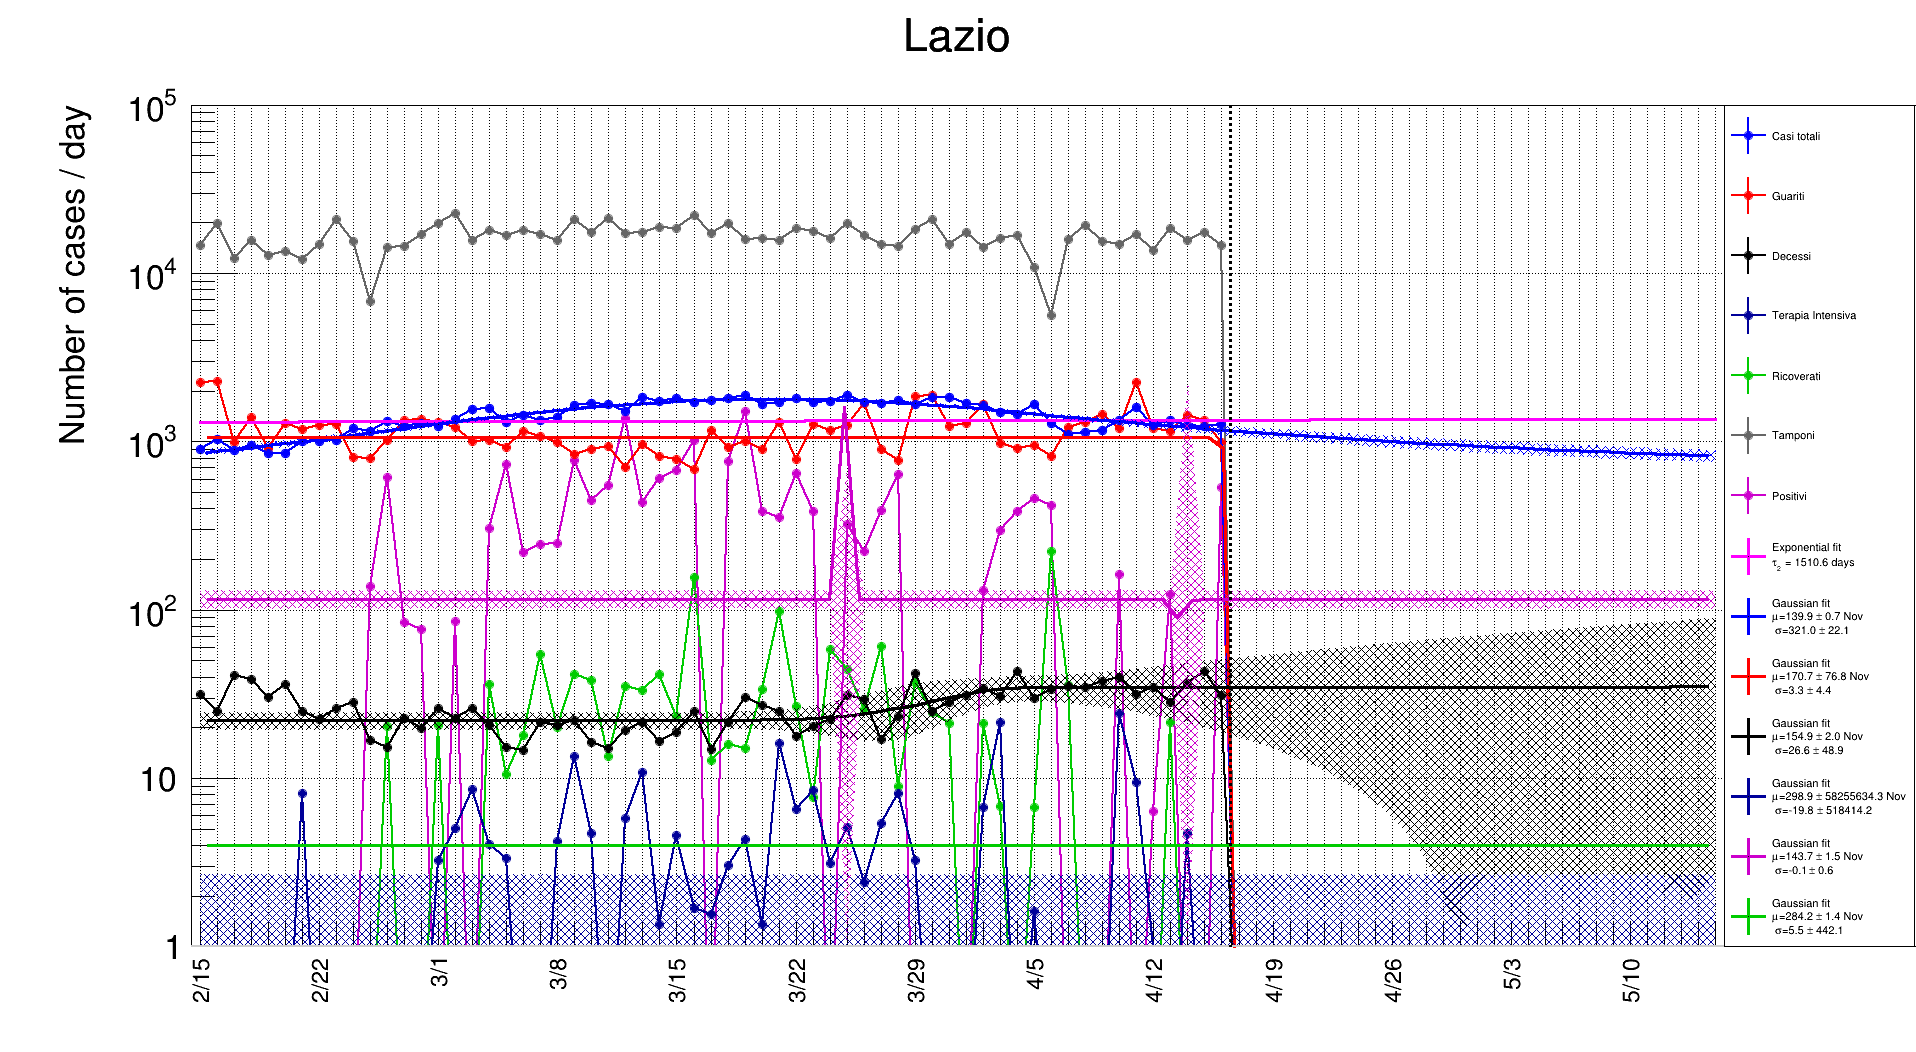 Lazio
Number of cases / day
10^5
10^4
10^3
10^2
10
1
2/15
2/22
3/1
3/8
3/15
3/22
3/29
4/5
4/12
4/19
4/26
5/3
5/10
Casi totali
Guariti
Decessi
Terapia Intensiva
Ricoverati
Tamponi
Positivi
Exponential fit
τ_2 = 1510.6 days
Gaussian fit
μ=139.9 ± 0.7 Nov
σ=321.0 ± 22.1
Gaussian fit
μ=170.7 ± 76.8 Nov
σ=3.3 ± 4.4
Gaussian fit
μ=154.9 ± 2.0 Nov
σ=26.6 ± 48.9
Gaussian fit
μ=298.9 ± 58255634.3 Nov
σ=-19.8 ± 518414.2
Gaussian fit
μ=143.7 ± 1.5 Nov
σ=-0.1 ± 0.6
Gaussian fit
μ=284.2 ± 1.4 Nov
σ=5.5 ± 442.1